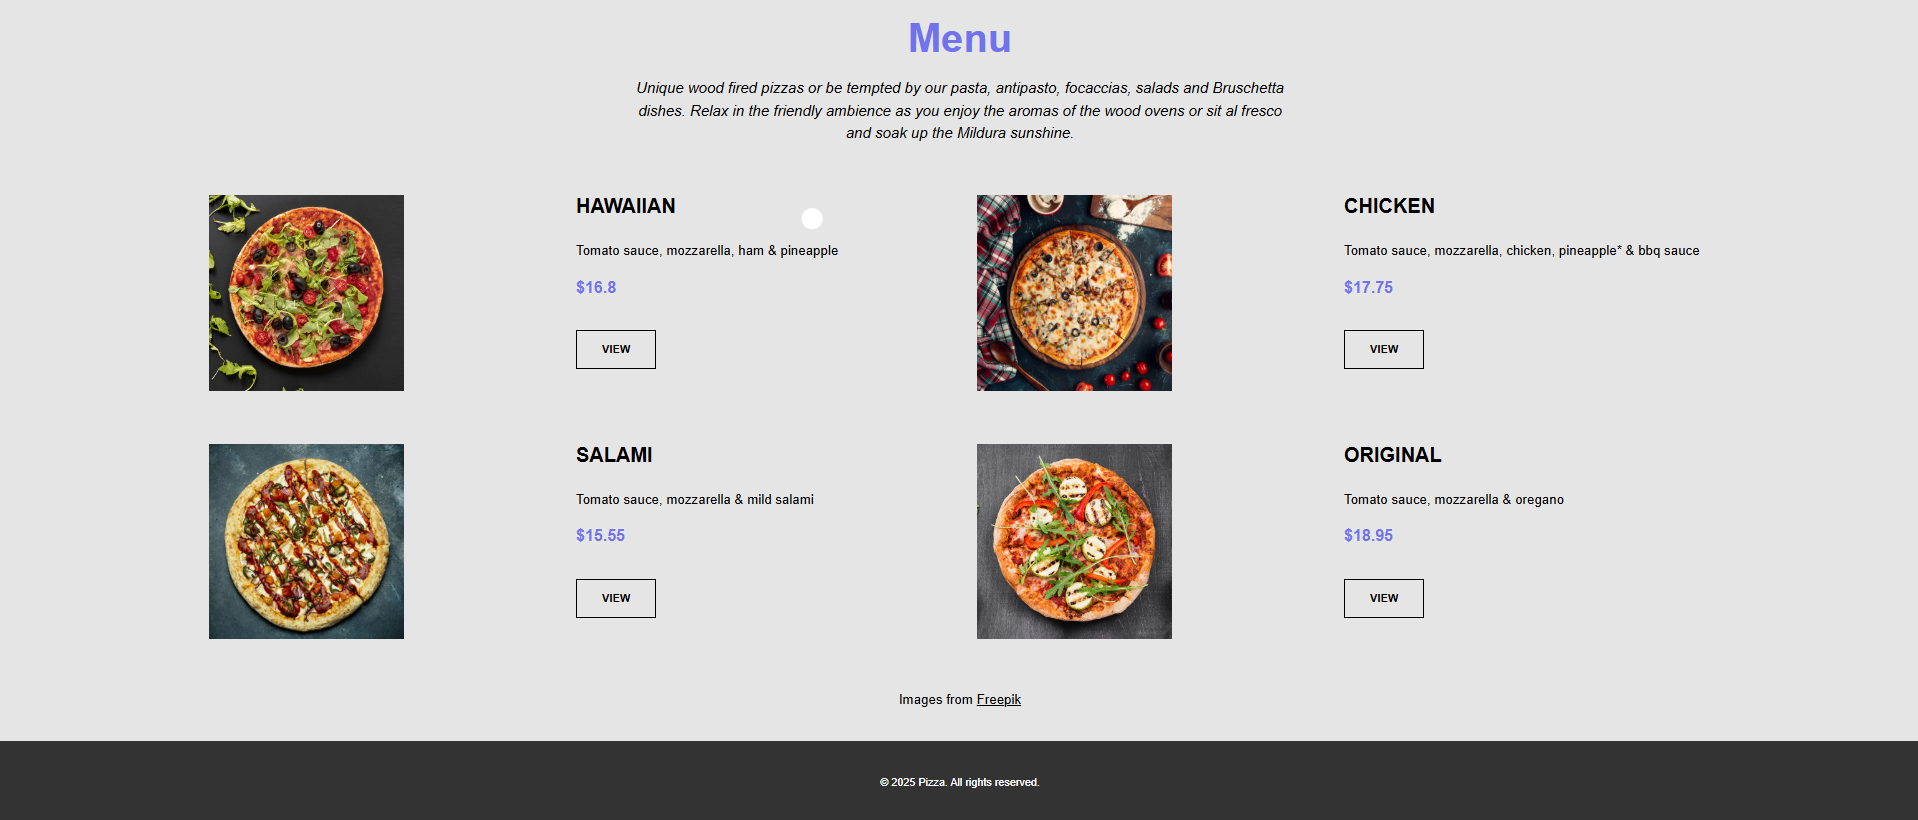 Menu
Unique wood fired pizzas or be tempted by our pasta, antipasto, focaccias, salads and Bruschetta
dishes. Relax in the friendly ambience as you enjoy the aromas of the wood ovens or sit al fresco
and soak up the Mildura sunshine.
HAWAIIAN
Tomato sauce, mozzarella, ham & pineapple
$16.8
VIEW
CHICKEN
Tomato sauce, mozzarella, chicken, pineapple* & bbq sauce
$17.75
VIEW
SALAMI
Tomato sauce, mozzarella & mild salami
$15.55
VIEW
ORIGINAL
Tomato sauce, mozzarella & oregano
$18.95
VIEW
Images from Freepik
© 2025 Pizza. All rights reserved.